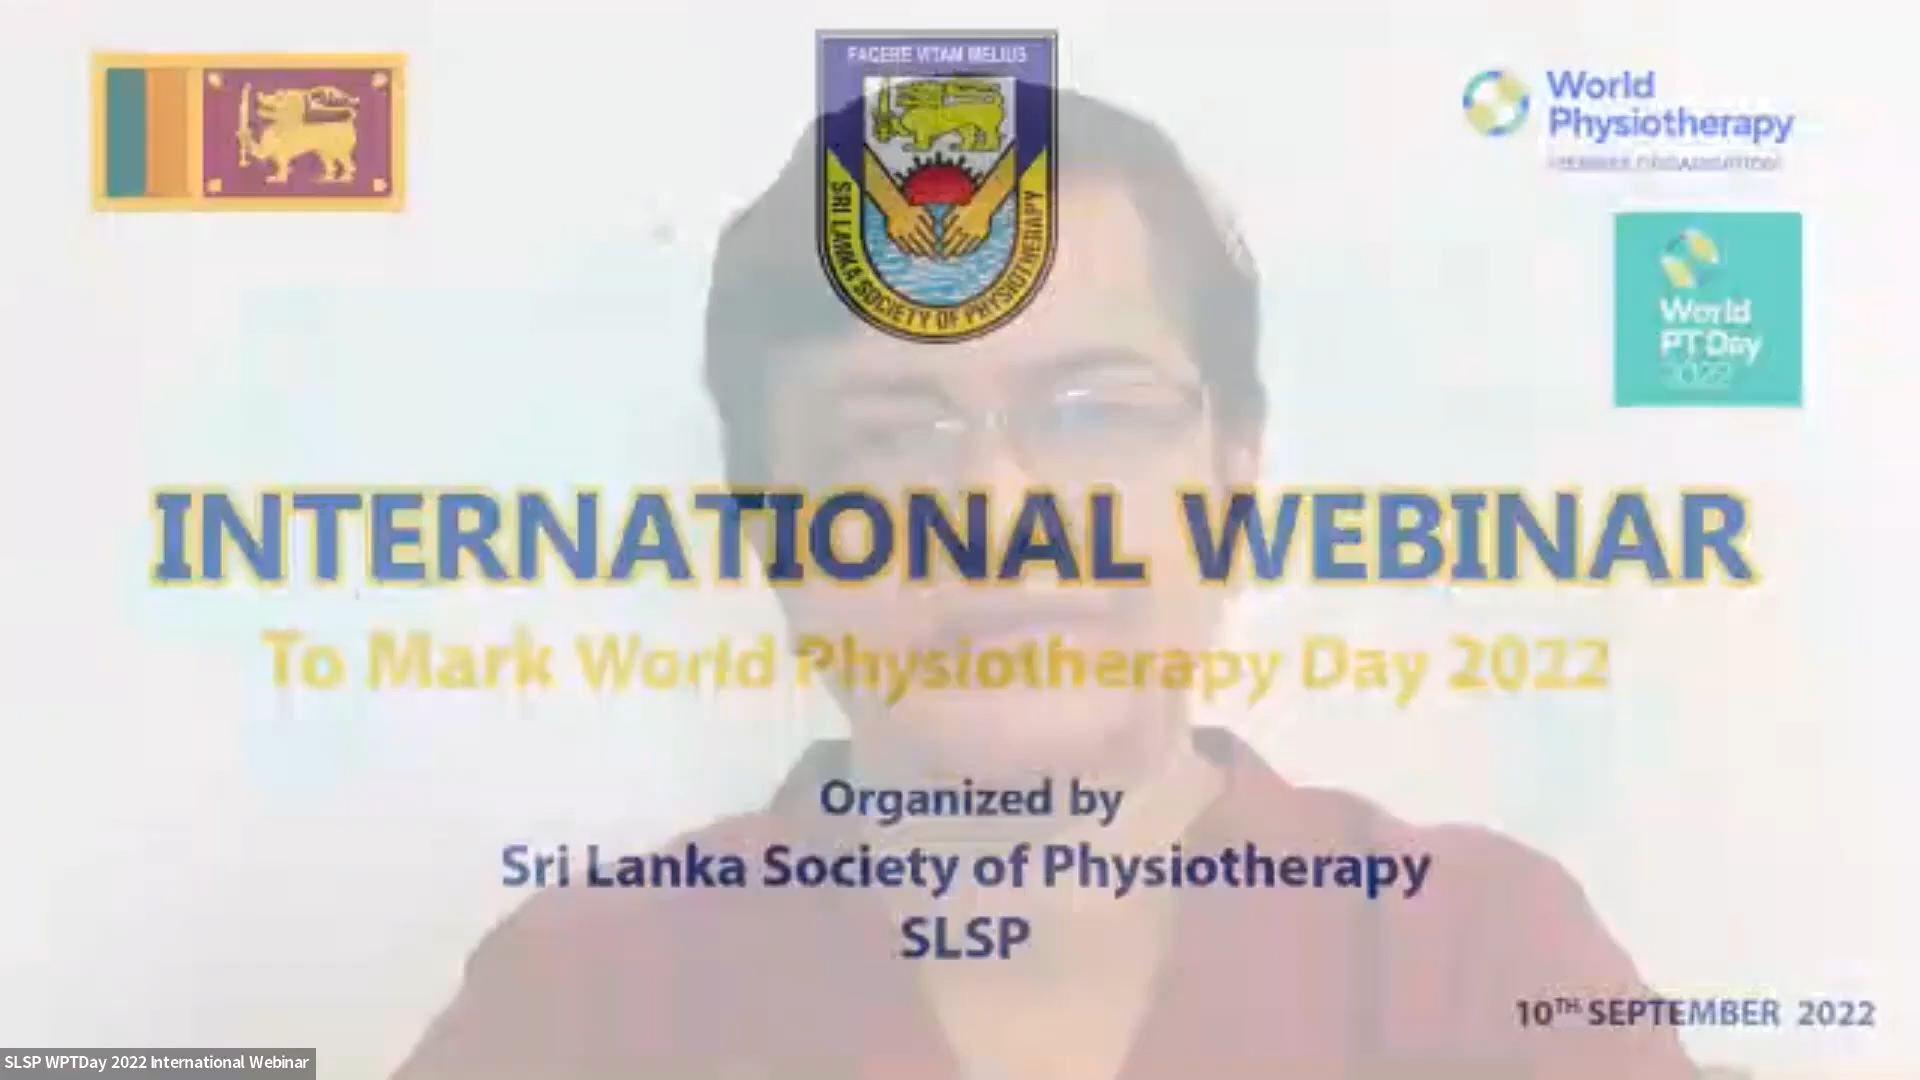 FACERE VITAM MELIUS
SRI LANKA SOCIETY OF PHYSIOTHERAPY
World
Physiotherapy
MEMBER ORGANISATION
World
PT Day
2022
INTERNATIONAL WEBINAR
To Mark World Physiotherapy Day 2022
Organized by
Sri Lanka Society of Physiotherapy
SLSP
10TH SEPTEMBER 2022
SLSP WPTDay 2022 International Webinar